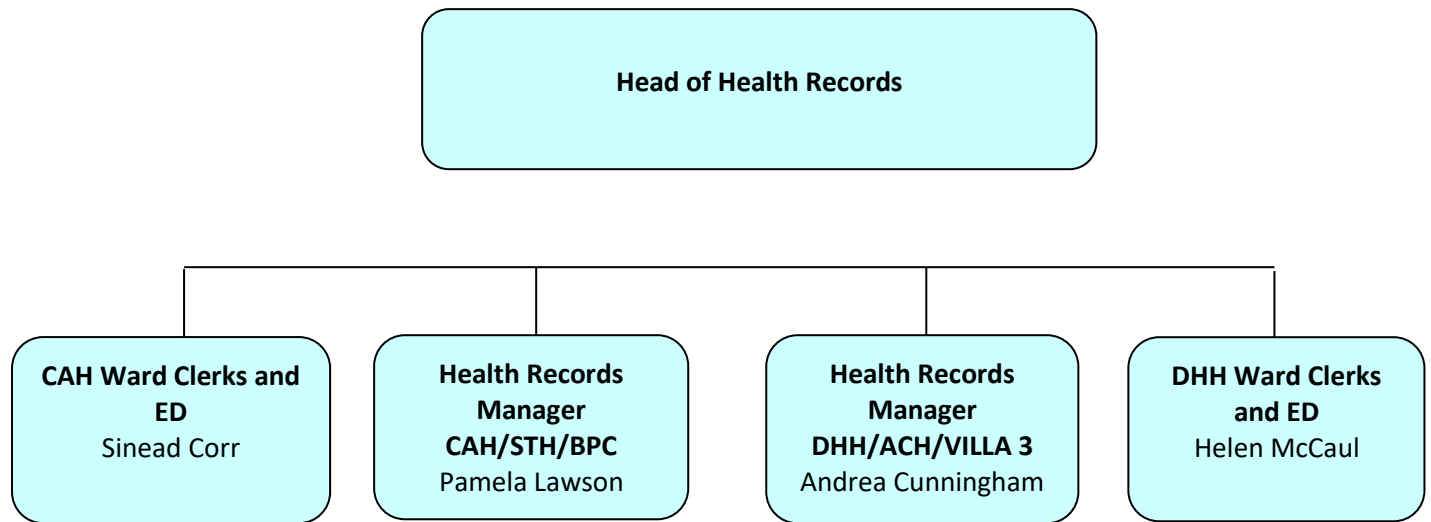 Head of Health Records
CAH Ward Clerks and
ED
Sinead Corr
Health Records
Manager
CAH/STH/BPC
Pamela Lawson
Health Records
Manager
DHH/ACH/VILLA 3
Andrea Cunningham
DHH Ward Clerks
and ED
Helen McCaul